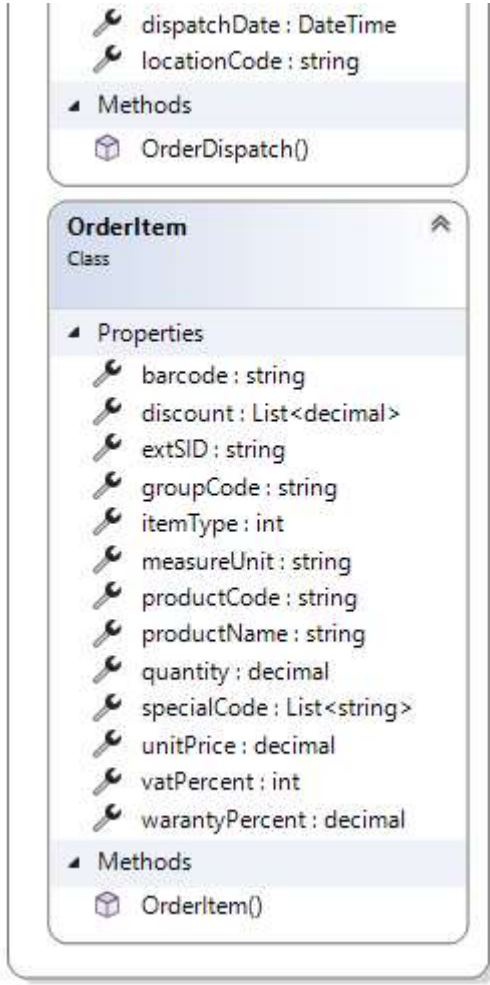 dispatchDate : DateTime
locationCode : string
Methods
OrderDispatch()
OrderItem
Class
Properties
barcode : string
discount : List<decimal>
extSID : string
groupCode : string
itemType : int
measureUnit : string
productCode : string
productName : string
quantity : decimal
specialCode : List<string>
unitPrice : decimal
vatPercent : int
warantyPercent : decimal
Methods
OrderItem()